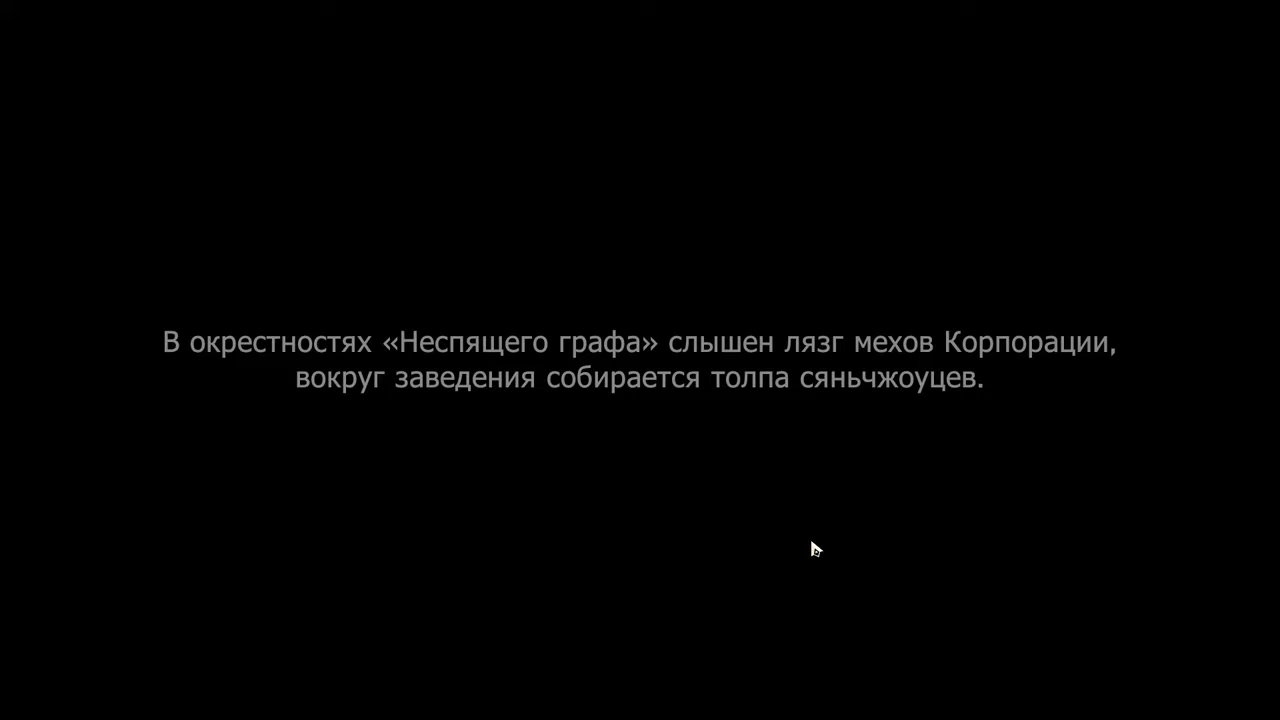 В окрестностях «Неспящего графа» слышен лязг мехов Корпорации,
вокруг заведения собирается толпа сяньчжоуцев.